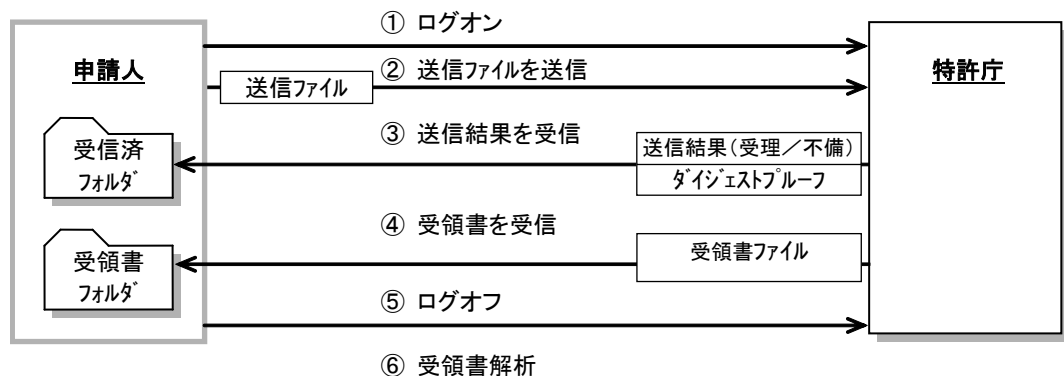 ① ログオン
申請人
② 送信ファイルを送信
特許庁
送信ファイル
③ 送信結果を受信
受信済
フォルダ
送信結果（受理／不備）
ダイジェストプルーフ
④ 受領書を受信
受領書
フォルダ
受領書ファイル
⑤ ログオフ
⑥ 受領書解析